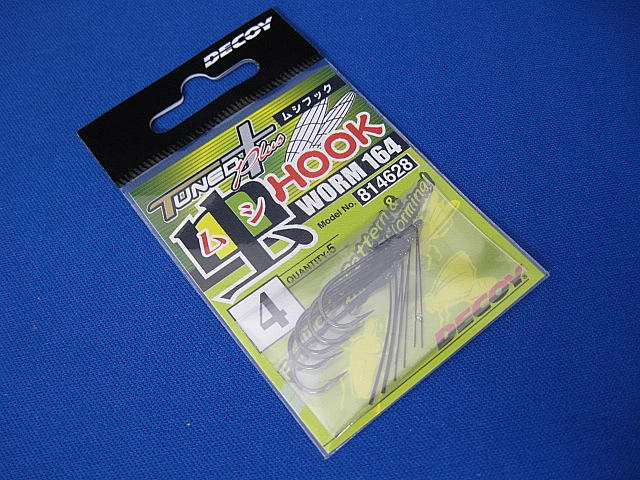 DECOY
TUNED Plus
ムシフック
虫 HOOK
ムシ
WORM 164
Model No. 814628
QUANTITY:5
4
DECOY